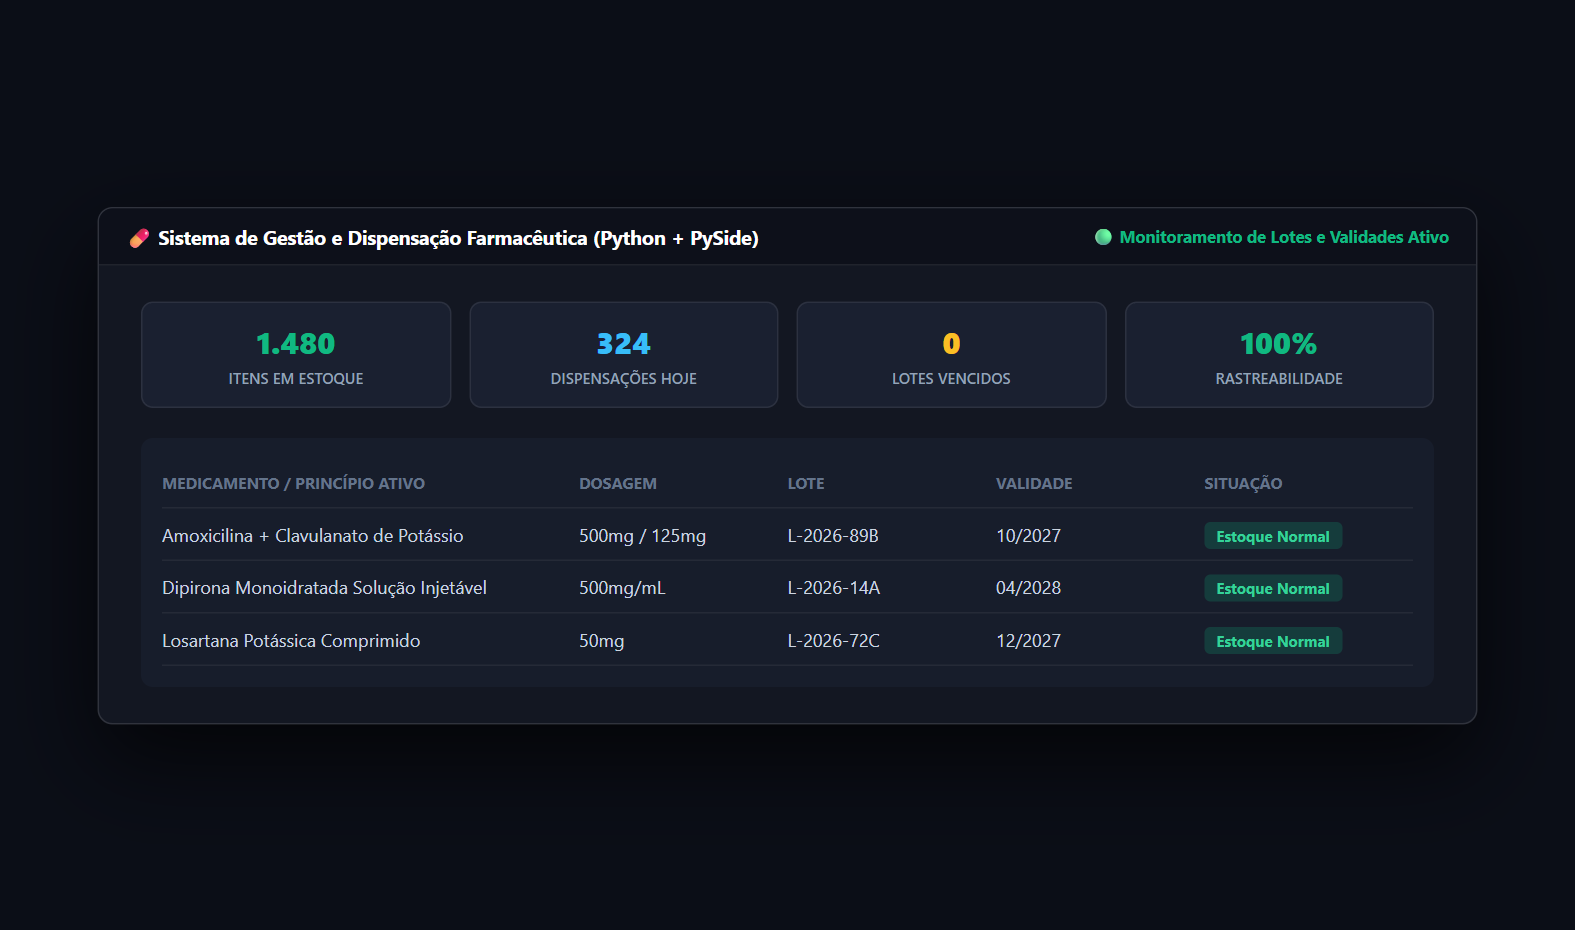 Sistema de Gestão e Dispensação Farmacêutica (Python + PySide)
Monitoramento de Lotes e Validades Ativo
1.480
ITENS EM ESTOQUE
324
DISPENSAÇÕES HOJE
0
LOTES VENCIDOS
100%
RASTREABILIDADE
MEDICAMENTO / PRINCÍPIO ATIVO DOSAGEM LOTE VALIDADE SITUAÇÃO
Amoxicilina + Clavulanato de Potássio 500mg / 125mg L-2026-89B 10/2027 Estoque Normal
Dipirona Monoidratada Solução Injetável 500mg/mL L-2026-14A 04/2028 Estoque Normal
Losartana Potássica Comprimido 50mg L-2026-72C 12/2027 Estoque Normal